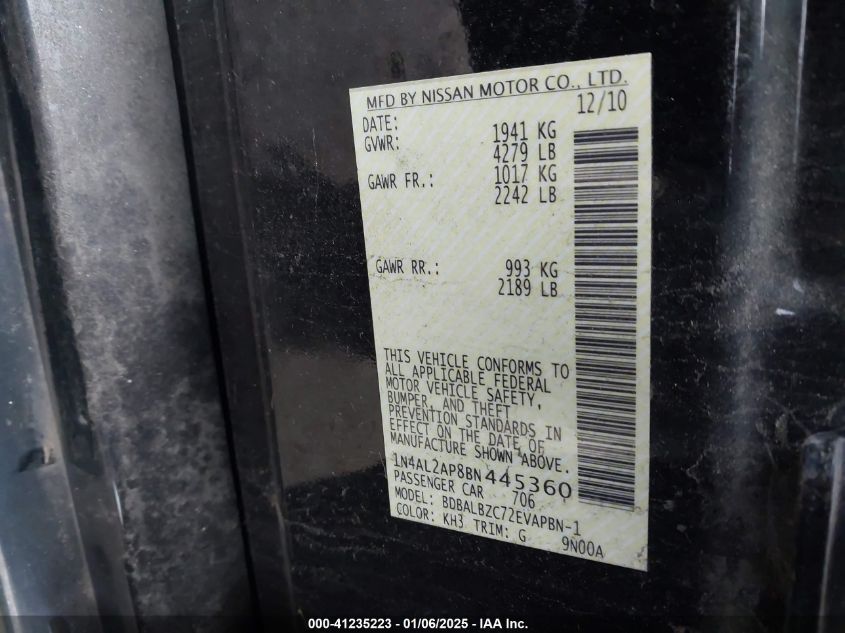 MFD BY NISSAN MOTOR CO., LTD.
DATE: 12/10
GVWR: 1941 KG
4279 LB
GAWR FR.: 1017 KG
2242 LB
GAWR RR.: 993 KG
2189 LB
THIS VEHICLE CONFORMS TO
ALL APPLICABLE FEDERAL
MOTOR VEHICLE SAFETY,
BUMPER, AND THEFT
PREVENTION STANDARDS IN
EFFECT ON THE DATE OF
MANUFACTURE SHOWN ABOVE.
1N4AL2AP8BN445360
PASSENGER CAR 706
MODEL: BDBALBZC72EVAPBN-1
COLOR: KH3 TRIM: G 9N00A
000-41235223 - 01/06/2025 - IAA Inc.